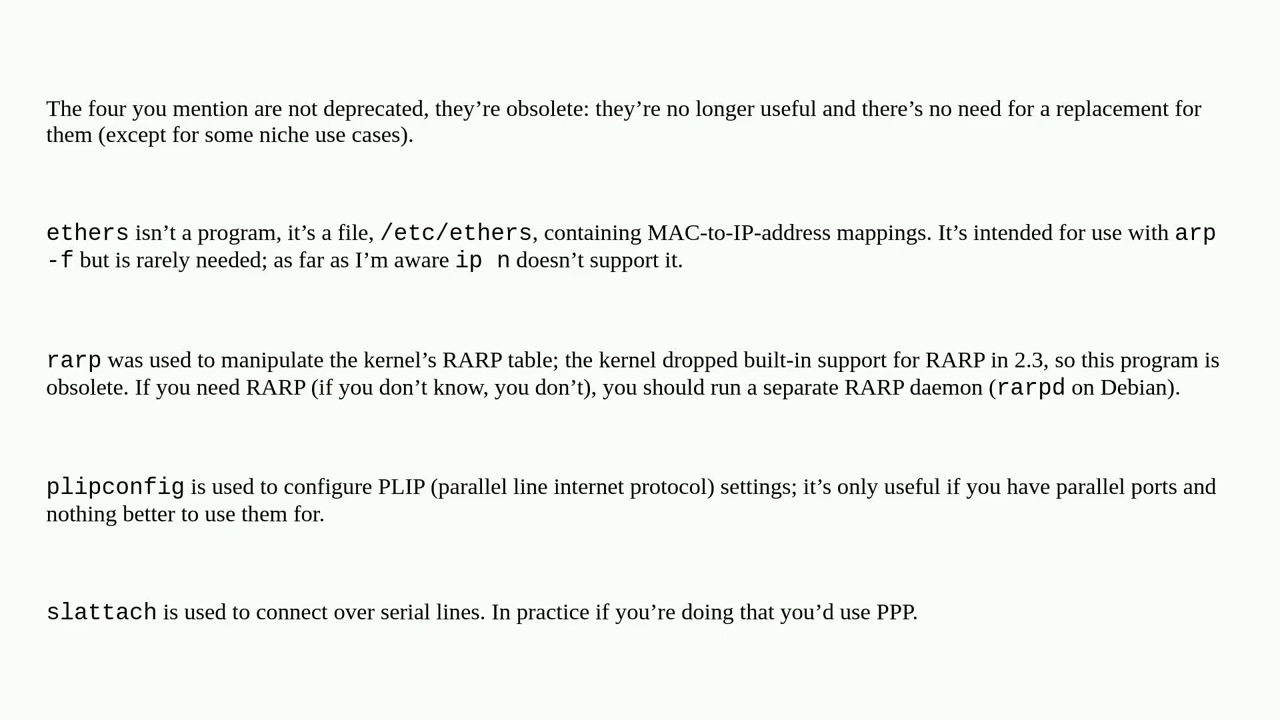 The four you mention are not deprecated, they’re obsolete: they’re no longer useful and there’s no need for a replacement for
them (except for some niche use cases).
ethers isn’t a program, it’s a file, /etc/ethers, containing MAC-to-IP-address mappings. It’s intended for use with arp
-f but is rarely needed; as far as I’m aware ip n doesn’t support it.
rarp was used to manipulate the kernel’s RARP table; the kernel dropped built-in support for RARP in 2.3, so this program is
obsolete. If you need RARP (if you don’t know, you don’t), you should run a separate RARP daemon (rarpd on Debian).
plipconfig is used to configure PLIP (parallel line internet protocol) settings; it’s only useful if you have parallel ports and
nothing better to use them for.
slattach is used to connect over serial lines. In practice if you’re doing that you’d use PPP.